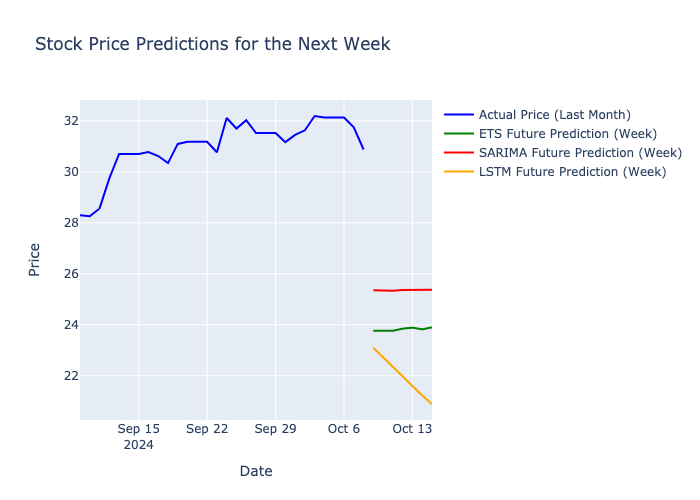 Stock Price Predictions for the Next Week
Actual Price (Last Month)
ETS Future Prediction (Week)
SARIMA Future Prediction (Week)
LSTM Future Prediction (Week)
Price
32
30
28
26
24
22
Sep 15
2024
Sep 22
Sep 29
Oct 6
Oct 13
Date